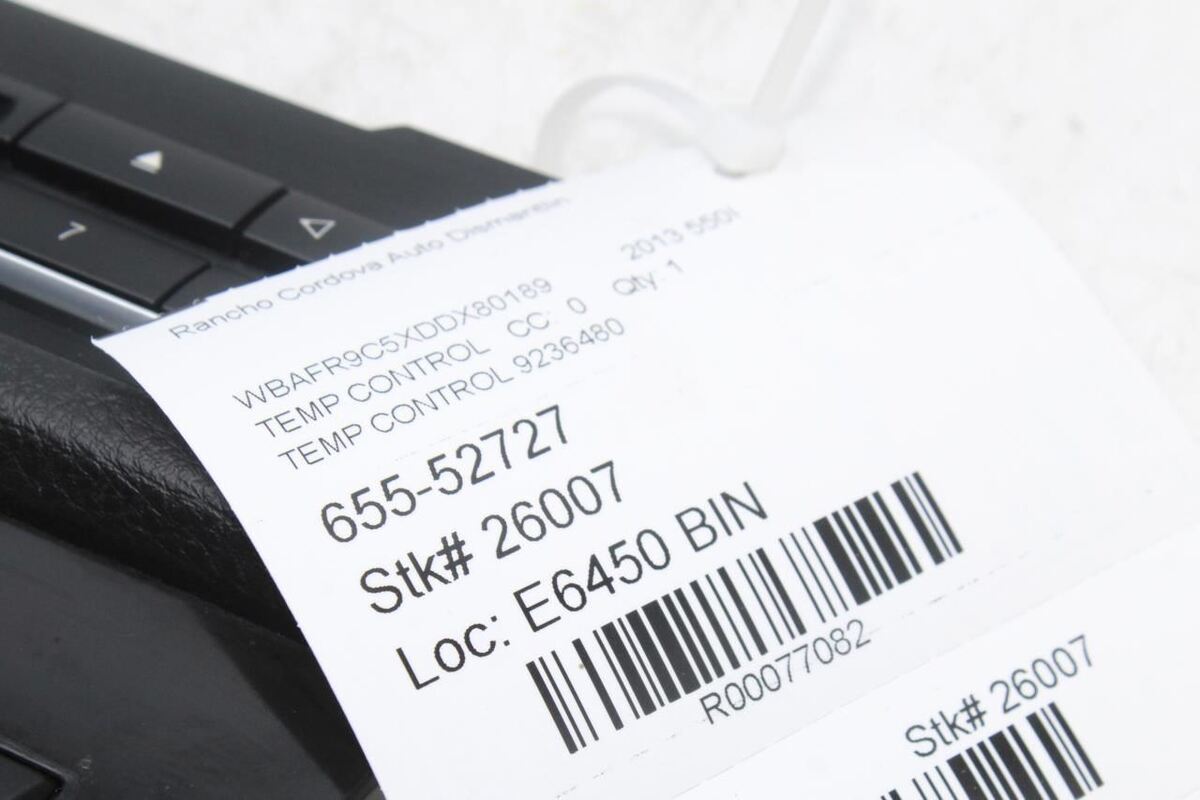 7
Rancho Cordova Auto Dismantlin
2013 550i
WBAFR9C5XDDX80189
TEMP CONTROL CC: 0 Qty: 1
TEMP CONTROL 9236480
655-52727
Stk# 26007
Loc: E6450 BIN
R00077082
Stk# 26007